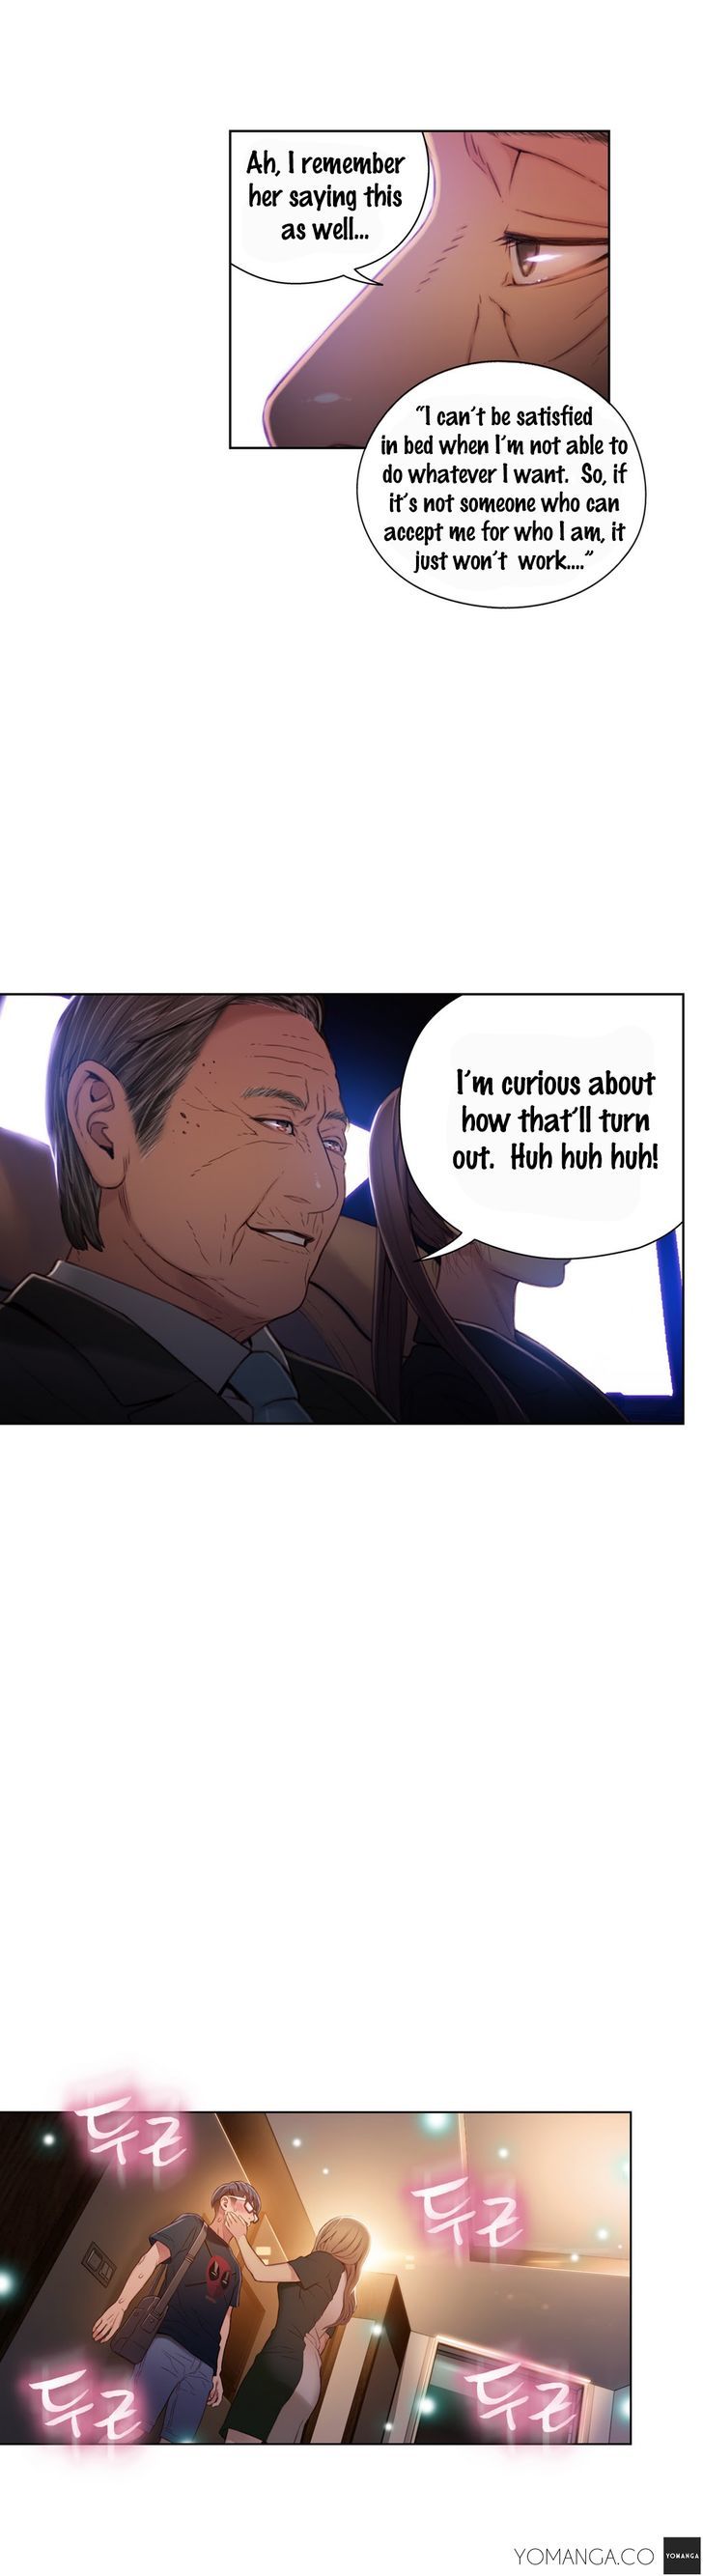 Ah, I remember
her saying this
as well...
"I can't be satisfied
in bed when I'm not able to
do whatever I want.  So, if
it's not someone who can
accept me for who I am, it
just won't  work...."
I'm curious about
how that'll turn
out.  Huh huh huh!
두근
두근
두근
두근
YOMANGA.CO
YOMANGA